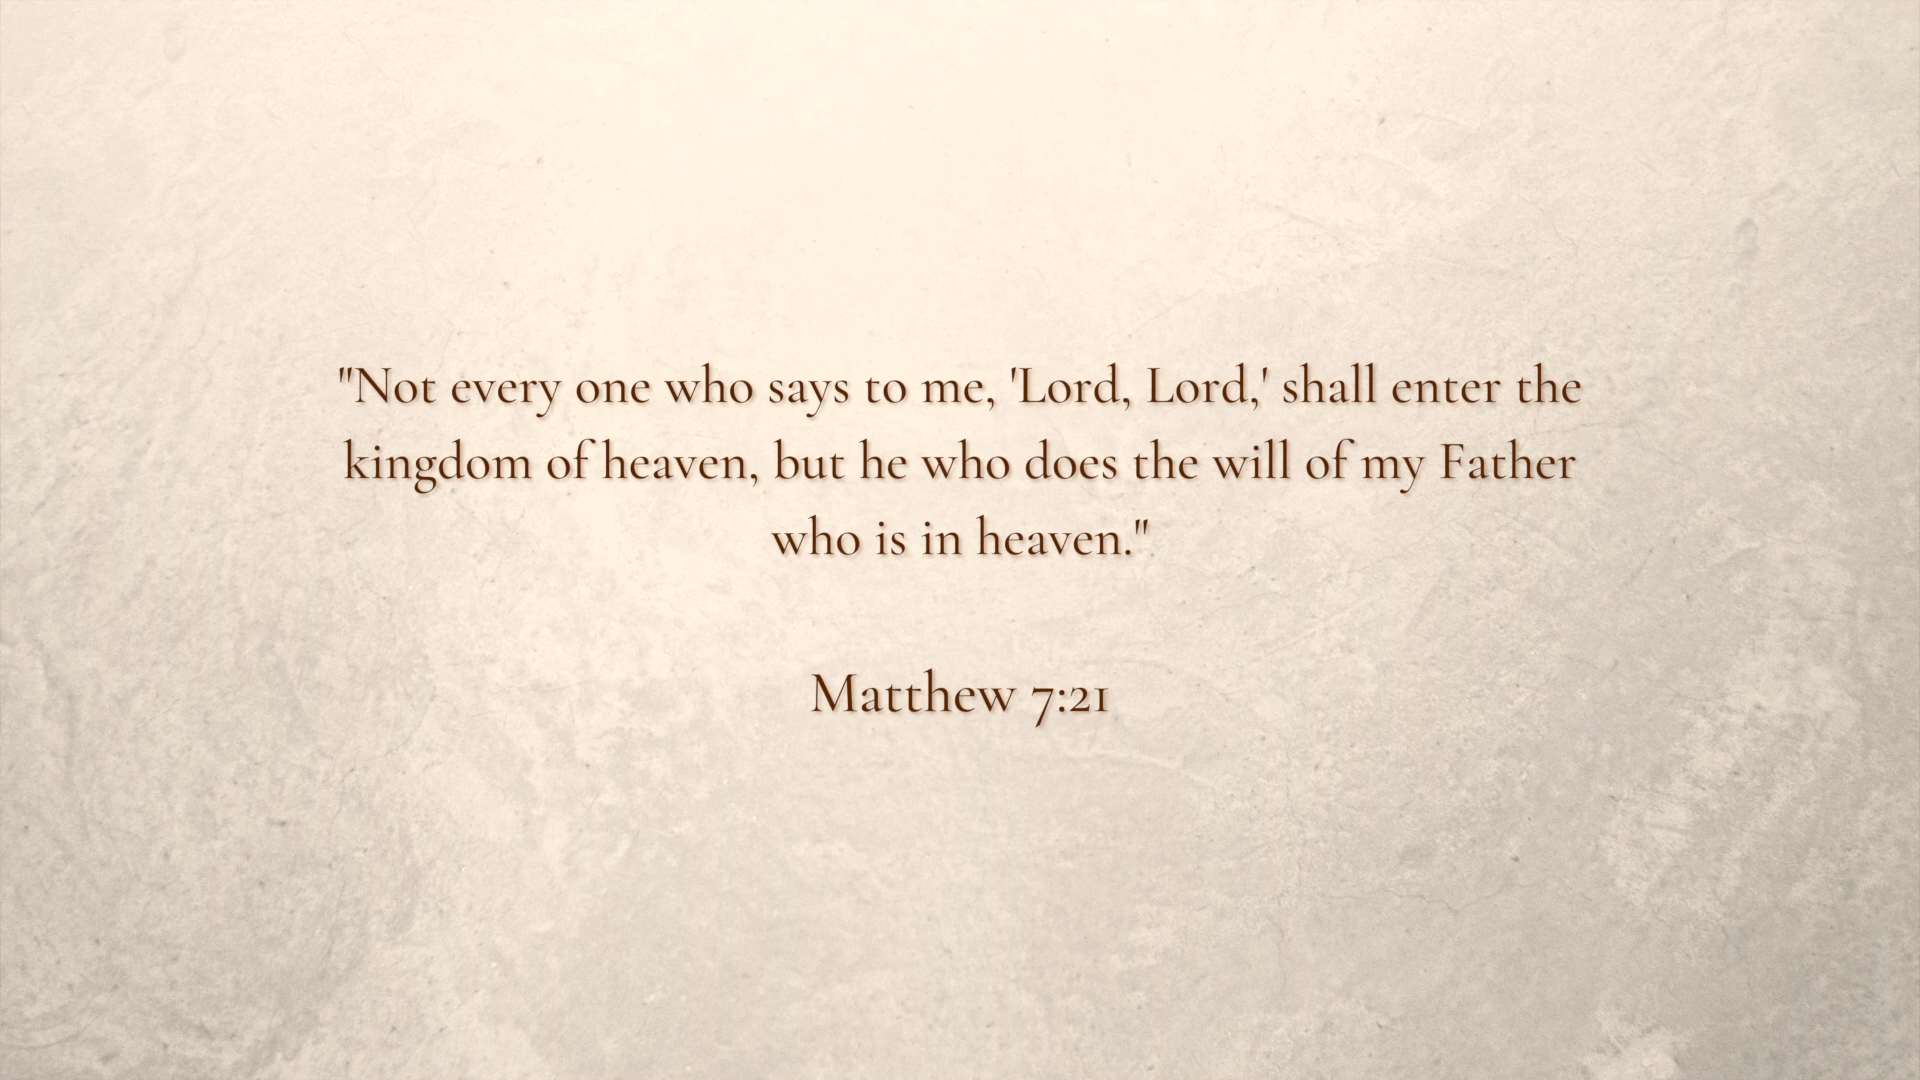 "Not every one who says to me, 'Lord, Lord,' shall enter the
kingdom of heaven, but he who does the will of my Father
who is in heaven."
Matthew 7:21